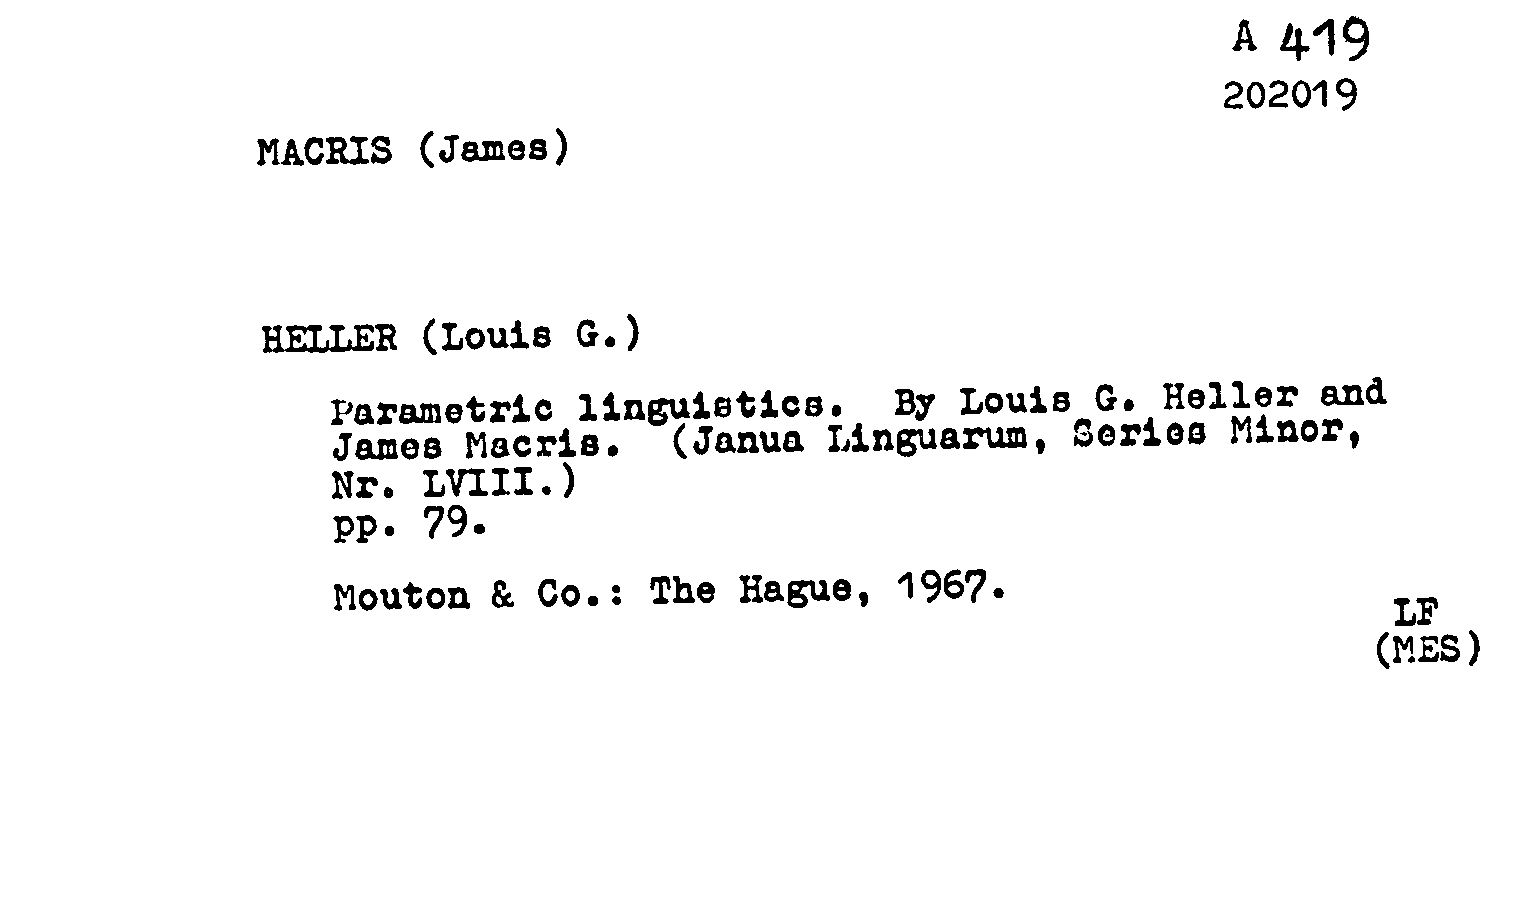 A 419
202019
MACRIS (James)
HELLER (Louis G.)
Parametric linguistics. By Louis G. Heller and
James Macris. (Janua Linguarum, Series Minor,
Nr. LVIII.)
pp. 79.
Mouton & Co.: The Hague, 1967.
LF
(MES)